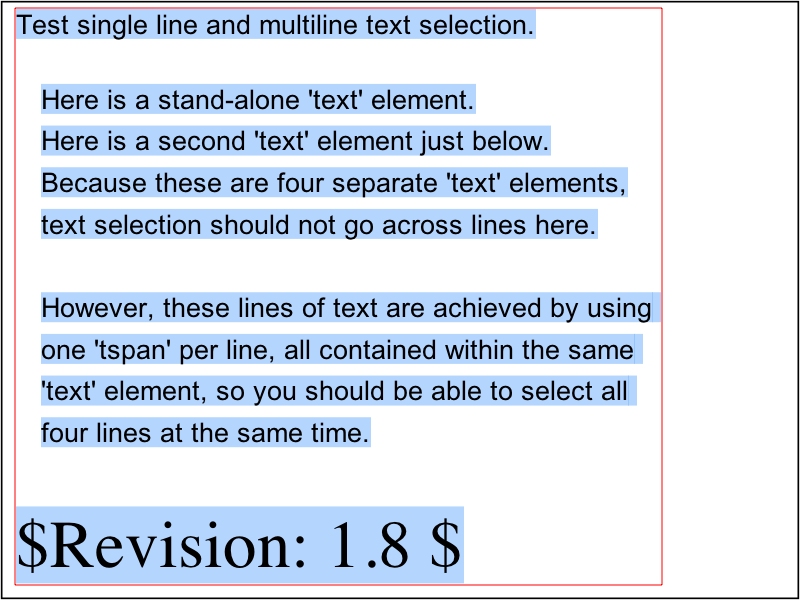 Test single line and multiline text selection.
Here is a stand-alone 'text' element.
Here is a second 'text' element just below.
Because these are four separate 'text' elements,
text selection should not go across lines here.
However, these lines of text are achieved by using
one 'tspan' per line, all contained within the same
'text' element, so you should be able to select all
four lines at the same time.
$Revision: 1.8 $